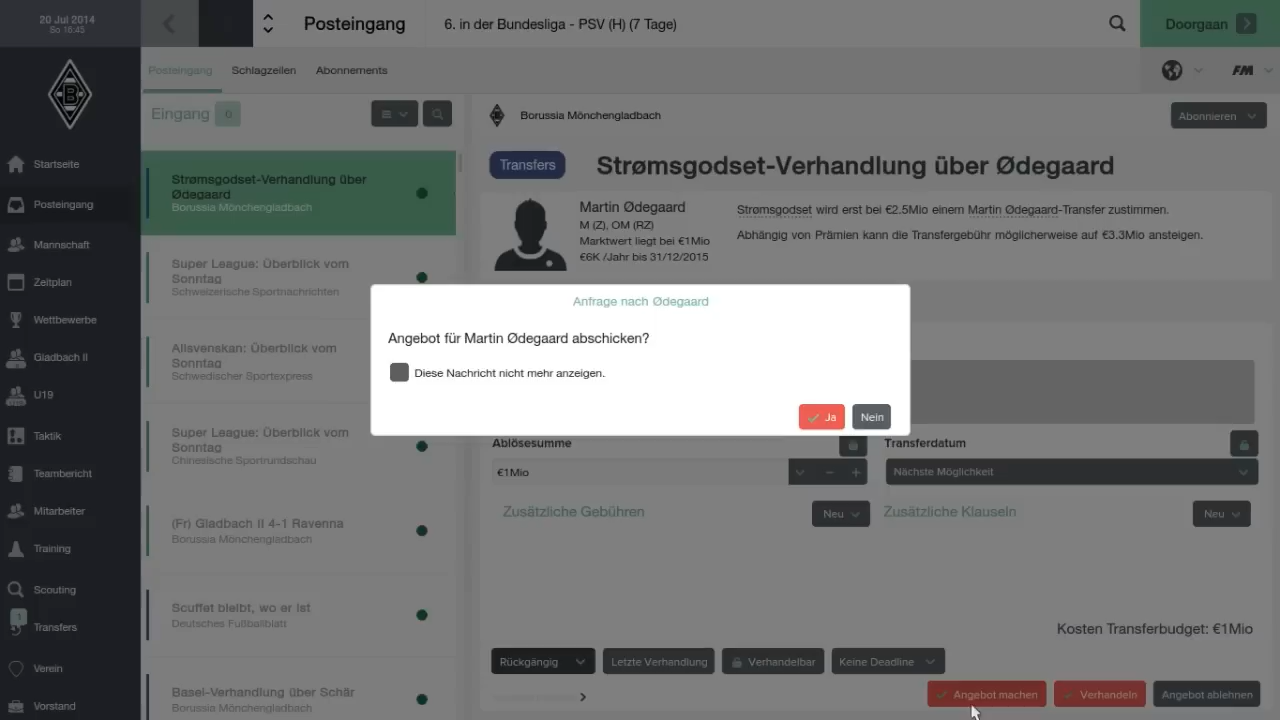 20 Jul 2014
So 16:45
Posteingang
6. in der Bundesliga - PSV (H) (7 Tage)
Doorgaan
Posteingang
Schlagzeilen
Abonnements
FM
Eingang
0
Borussia Mönchengladbach
Abonnieren
Startseite
Posteingang
Mannschaft
Zeitplan
Wettbewerbe
Gladbach II
U19
Taktik
Teambericht
Mitarbeiter
Training
Scouting
1
Transfers
Verein
Vorstand
Strømsgodset-Verhandlung über
Ødegaard
Borussia Mönchengladbach
Super League: Überblick vom
Sonntag
Schweizerische Sportnachrichten
Allsvenskan: Überblick vom
Sonntag
Schwedischer Sportexpress
Super League: Überblick vom
Sonntag
Chinesische Sportrundschau
(Fr) Gladbach II 4-1 Ravenna
Borussia Mönchengladbach
Scuffet bleibt, wo er ist
Deutsches Fußballblatt
Basel-Verhandlung über Schär
Borussia Mönchengladbach
Transfers
Strømsgodset-Verhandlung über Ødegaard
Martin Ødegaard
M (Z), OM (RZ)
Marktwert liegt bei €1Mio
€6K /Jahr bis 31/12/2015
Strømsgodset wird erst bei €2.5Mio einem Martin Ødegaard-Transfer zustimmen.
Abhängig von Prämien kann die Transfergebühr möglicherweise auf €3.3Mio ansteigen.
Anfrage nach Ødegaard
Angebot für Martin Ødegaard abschicken?
Diese Nachricht nicht mehr anzeigen.
Ja
Nein
Ablösesumme
€1Mio
Transferdatum
Nächste Möglichkeit
Zusätzliche Gebühren
Neu
Zusätzliche Klauseln
Neu
Kosten Transferbudget: €1Mio
Rückgängig
Letzte Verhandlung
Verhandelbar
Keine Deadline
Angebot machen
Verhandeln
Angebot ablehnen